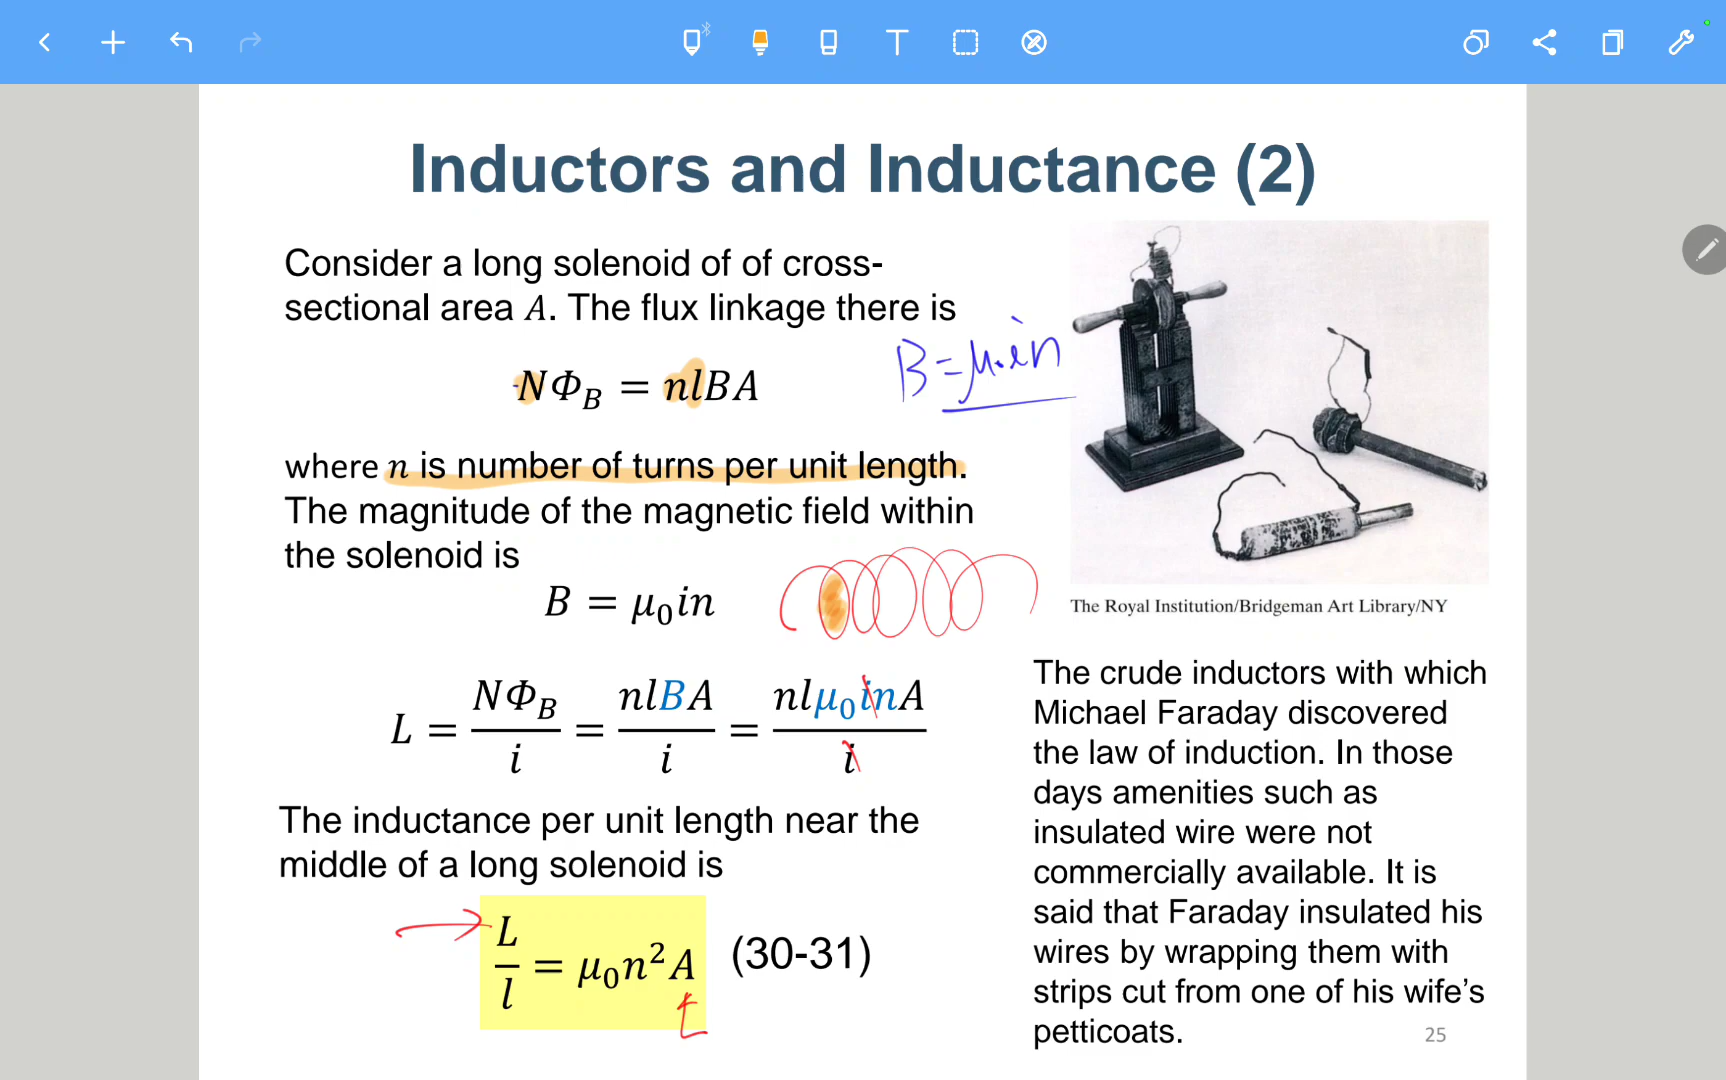 Inductors and Inductance (2)
Consider a long solenoid of of cross-
sectional area A. The flux linkage there is
NΦ_B = nlBA
B = μ₀in
where n is number of turns per unit length.
The magnitude of the magnetic field within
the solenoid is
B = μ₀in
L = NΦ_B / i = nlBA / i = nlμ₀inA / i
The inductance per unit length near the
middle of a long solenoid is
L / l = μ₀n²A (30-31)
The Royal Institution/Bridgeman Art Library/NY
The crude inductors with which
Michael Faraday discovered
the law of induction. In those
days amenities such as
insulated wire were not
commercially available. It is
said that Faraday insulated his
wires by wrapping them with
strips cut from one of his wife’s
petticoats.
25